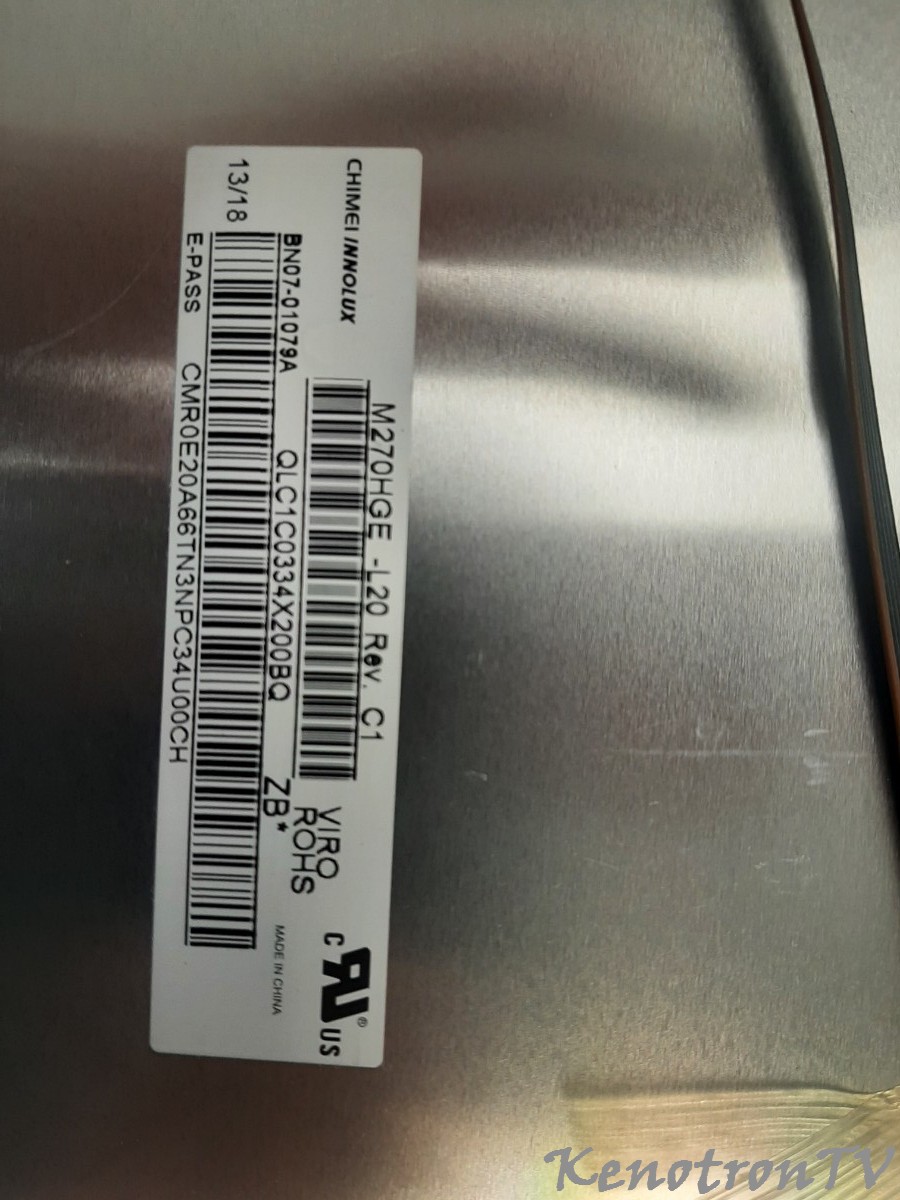 CHIMEI INNOLUX
M270HGE -L20 Rev. C1
VIRO
ROHS
C US ®
BN07-01079A
QLC1C0334X200BQ
ZB*
MADE IN CHINA
13/18
E-PASS
CMR0E20A66TN3NPC34U00CH
KenotronTV